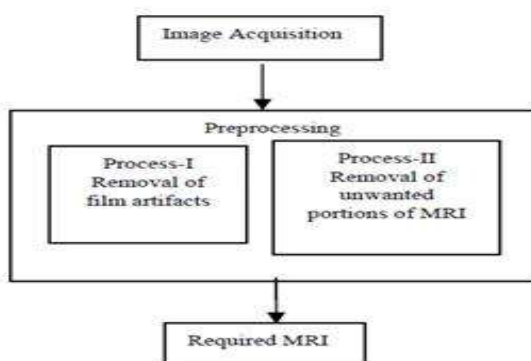 Image Acquisition
Preprocessing
Process-I
Removal of
film artifacts
Process-II
Removal of
unwanted
portions of MRI
Required MRI